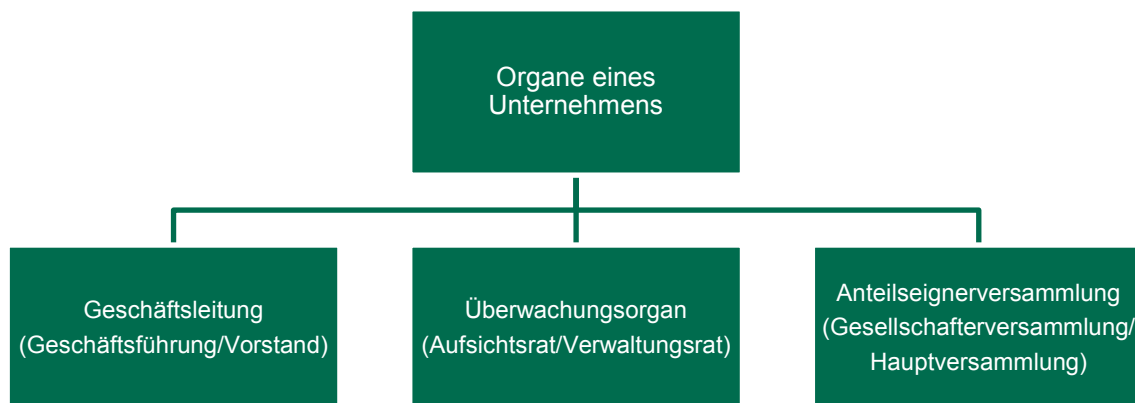 Organe eines
Unternehmens
Geschäftsleitung
(Geschäftsführung/Vorstand)
Überwachungsorgan
(Aufsichtsrat/Verwaltungsrat)
Anteilseignerversammlung
(Gesellschafterversammlung/
Hauptversammlung)